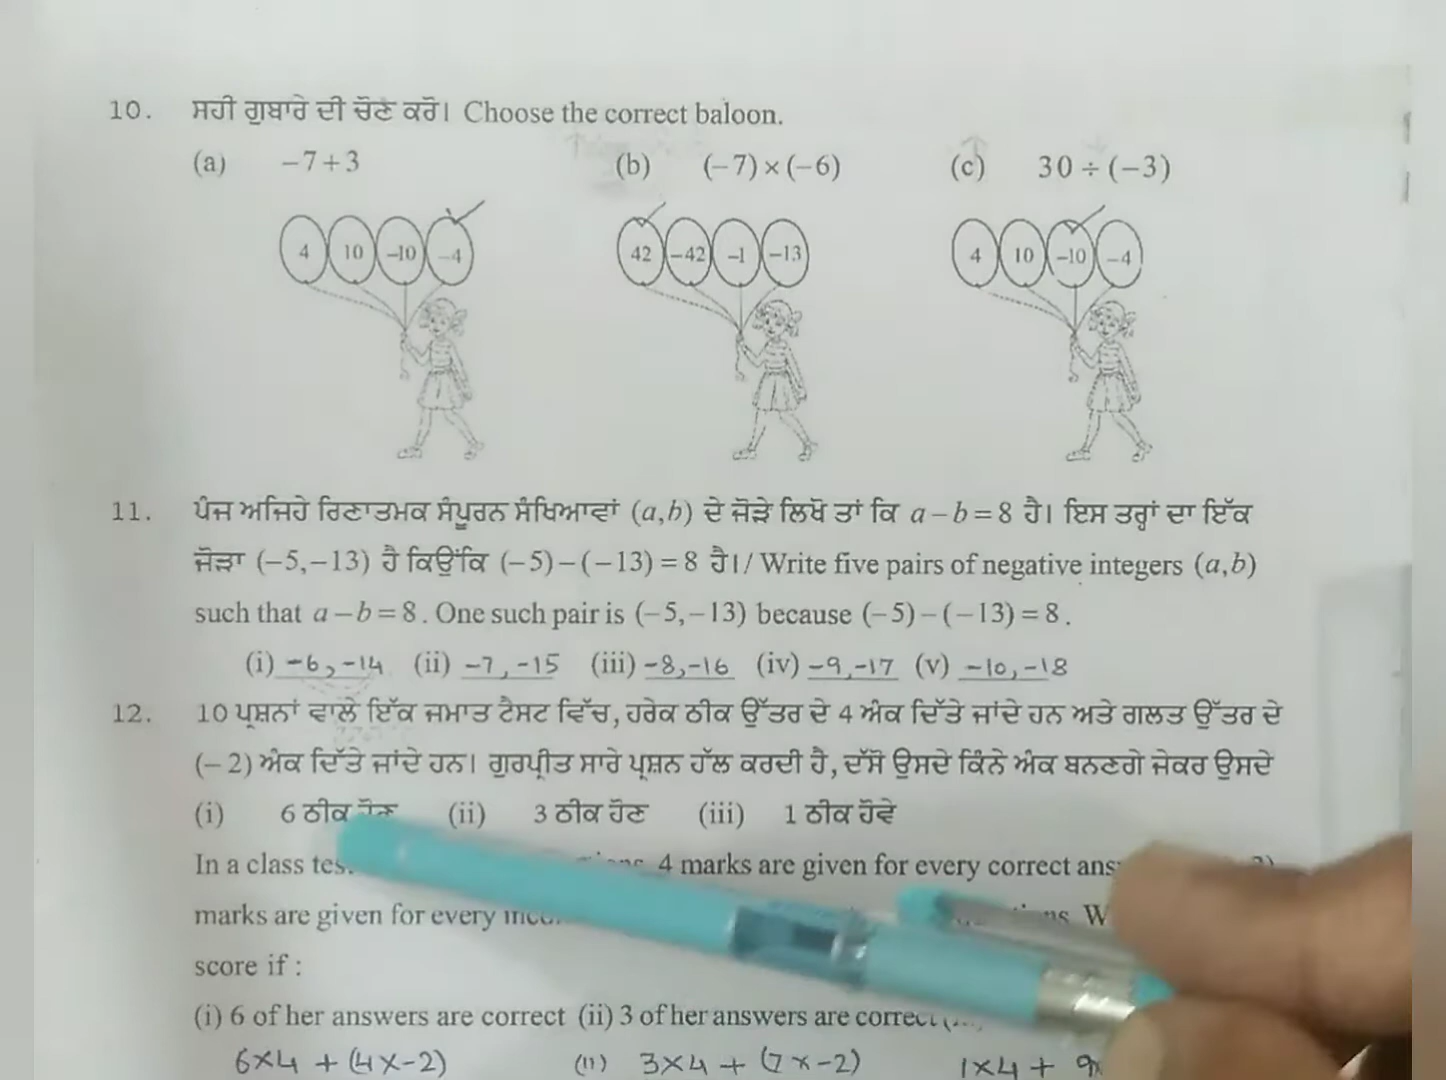 10. ਸਹੀ ਗੁਬਾਰੇ ਦੀ ਚੋਣ ਕਰੋ। Choose the correct baloon.
(a) −7+3 (b) (−7)×(−6) (c) 30÷(−3)
4 10 −10 −4 42 −42 −1 −13 4 10 −10 −4
11. ਪੰਜ ਅਜਿਹੇ ਰਿਣਾਤਮਕ ਸੰਪੂਰਨ ਸੰਖਿਆਵਾਂ (a,b) ਦੇ ਜੋੜੇ ਲਿਖੋ ਤਾਂ ਕਿ a−b=8 ਹੈ। ਇਸ ਤਰ੍ਹਾਂ ਦਾ ਇੱਕ
ਜੋੜਾ (−5,−13) ਹੈ ਕਿਉਂਕਿ (−5)−(−13)=8 ਹੈ।/ Write five pairs of negative integers (a,b)
such that a−b=8. One such pair is (−5,−13) because (−5)−(−13)=8.
(i) −6,−14 (ii) −7,−15 (iii) −8,−16 (iv) −9,−17 (v) −10,−18
12. 10 ਪ੍ਰਸ਼ਨਾਂ ਵਾਲੇ ਇੱਕ ਜਮਾਤ ਟੈਸਟ ਵਿੱਚ, ਹਰੇਕ ਠੀਕ ਉੱਤਰ ਦੇ 4 ਅੰਕ ਦਿੱਤੇ ਜਾਂਦੇ ਹਨ ਅਤੇ ਗਲਤ ਉੱਤਰ ਦੇ
(−2) ਅੰਕ ਦਿੱਤੇ ਜਾਂਦੇ ਹਨ। ਗੁਰਪ੍ਰੀਤ ਸਾਰੇ ਪ੍ਰਸ਼ਨ ਹੱਲ ਕਰਦੀ ਹੈ, ਦੱਸੋ ਉਸਦੇ ਕਿੰਨੇ ਅੰਕ ਬਨਣਗੇ ਜੇਕਰ ਉਸਦੇ
(i) 6 ਠੀਕ (ii) 3 ਠੀਕ ਹੋਣ (iii) 1 ਠੀਕ ਹੋਵੇ
In a class 4 marks are given for every correct
marks are given for every
score if :
(i) 6 of her answers are correct (ii) 3 of her answers are correct
6×4 + (4×−2) (ii) 3×4 + (7×−2) 1×4 + 9